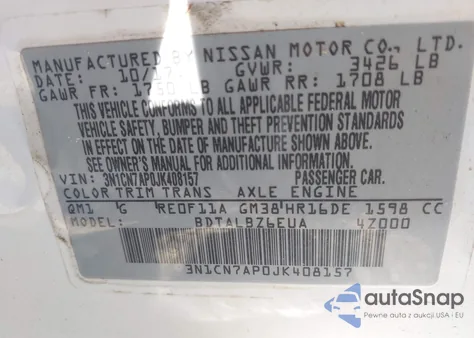 MANUFACTURED BY NISSAN MOTOR CO., LTD.
DATE: 10/17 GVWR: 3426 LB
GAWR FR: 1750 LB GAWR RR: 1708 LB
THIS VEHICLE CONFORMS TO ALL APPLICABLE FEDERAL MOTOR
VEHICLE SAFETY, BUMPER AND THEFT PREVENTION STANDARDS
IN EFFECT ON THE DATE OF MANUFACTURE SHOWN ABOVE.
SEE OWNER'S MANUAL FOR ADDITIONAL INFORMATION.
VEHICLE ID#: 3N1CN7AP0JK408157 PASSENGER CAR.
COLOR TRIM TRANS AXLE ENGINE
QM1 G RE0F11A GM38 HR16DE 1598 CC
MODEL: BDTALBZ6EUA 4Z000
3N1CN7AP0JK408157
autoSnap
Pewne auta z USA i EU